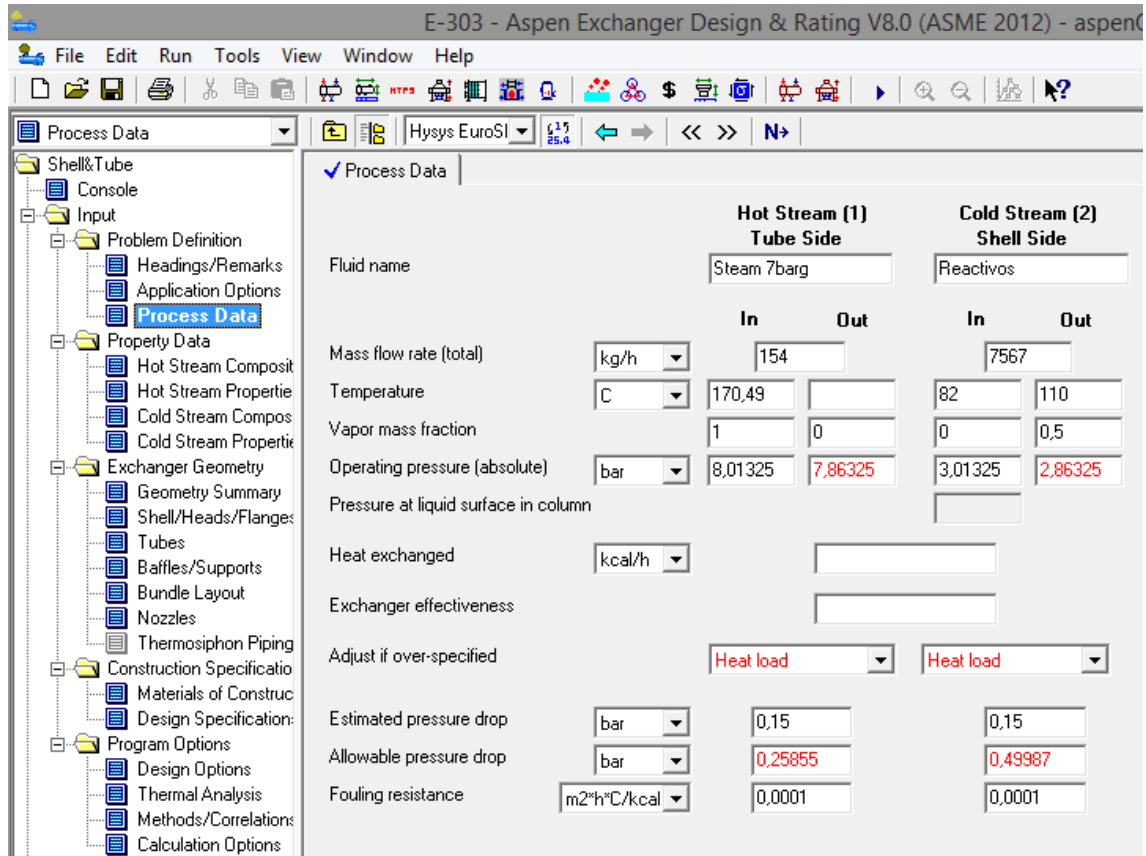 E-303 - Aspen Exchanger Design & Rating V8.0 (ASME 2012) - aspenO
File Edit Run Tools View Window Help
HTFS $ ?
Process Data Hysys EuroSI 25.4 N
Shell&Tube
Console
Input
Problem Definition
Headings/Remarks
Application Options
Process Data
Property Data
Hot Stream Composit
Hot Stream Propertie
Cold Stream Compos
Cold Stream Propertie
Exchanger Geometry
Geometry Summary
Shell/Heads/Flanges
Tubes
Baffles/Supports
Bundle Layout
Nozzles
Thermosiphon Piping
Construction Specificatio
Materials of Construc
Design Specification
Program Options
Design Options
Thermal Analysis
Methods/Correlations
Calculation Options
Process Data
Hot Stream (1) Cold Stream (2)
Tube Side Shell Side
Fluid name Steam 7barg Reactivos
In Out In Out
Mass flow rate (total) kg/h 154 7567
Temperature C 170,49 82 110
Vapor mass fraction 1 0 0 0,5
Operating pressure (absolute) bar 8,01325 7,86325 3,01325 2,86325
Pressure at liquid surface in column
Heat exchanged kcal/h
Exchanger effectiveness
Adjust if over-specified Heat load Heat load
Estimated pressure drop bar 0,15 0,15
Allowable pressure drop bar 0,25855 0,49987
Fouling resistance m2*h*C/kcal 0,0001 0,0001